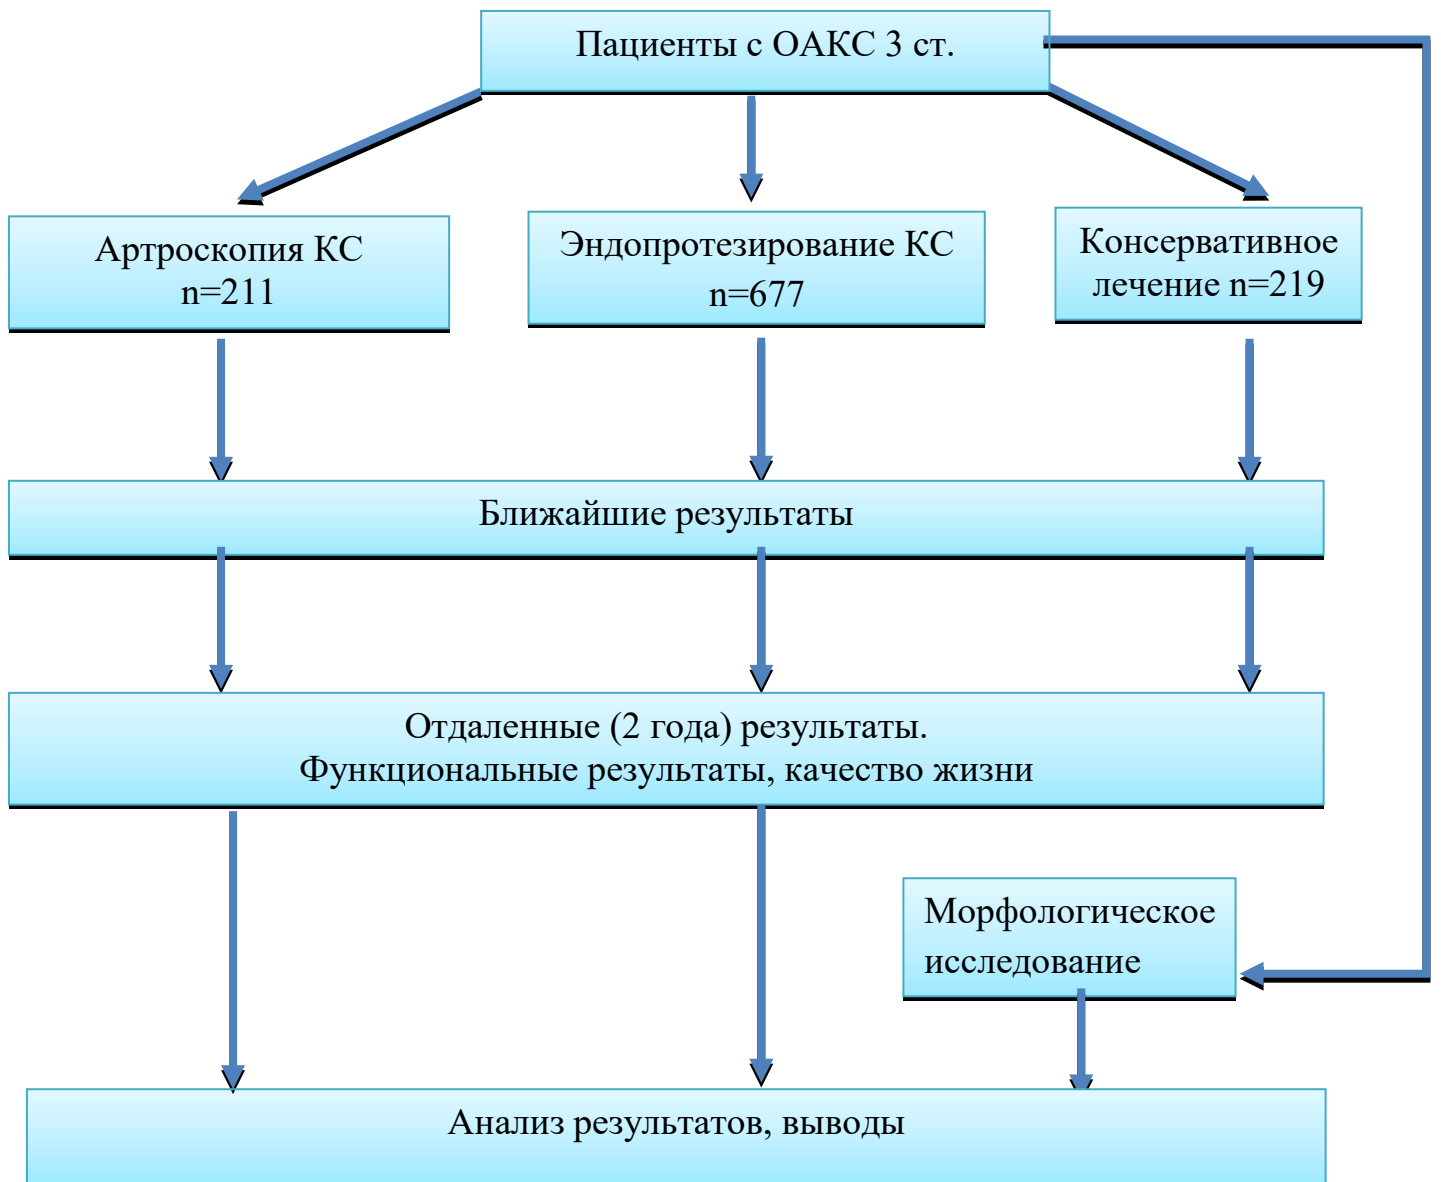 Пациенты с ОАКС 3 ст.
Артроскопия КС
n=211
Эндопротезирование КС
n=677
Консервативное
лечение n=219
Ближайшие результаты
Отдаленные (2 года) результаты.
Функциональные результаты, качество жизни
Морфологическое
исследование
Анализ результатов, выводы